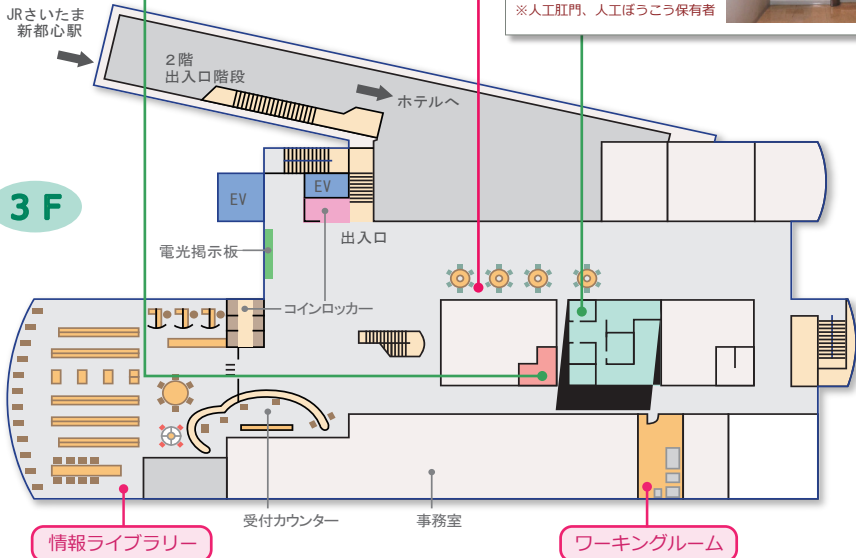 ※人工肛門、人工ぼうこう保有者
JRさいたま
新都心駅
2階
出入口階段
ホテルへ
3F
EV
EV
出入口
電光掲示板
コインロッカー
受付カウンター
事務室
情報ライブラリー
ワーキングルーム